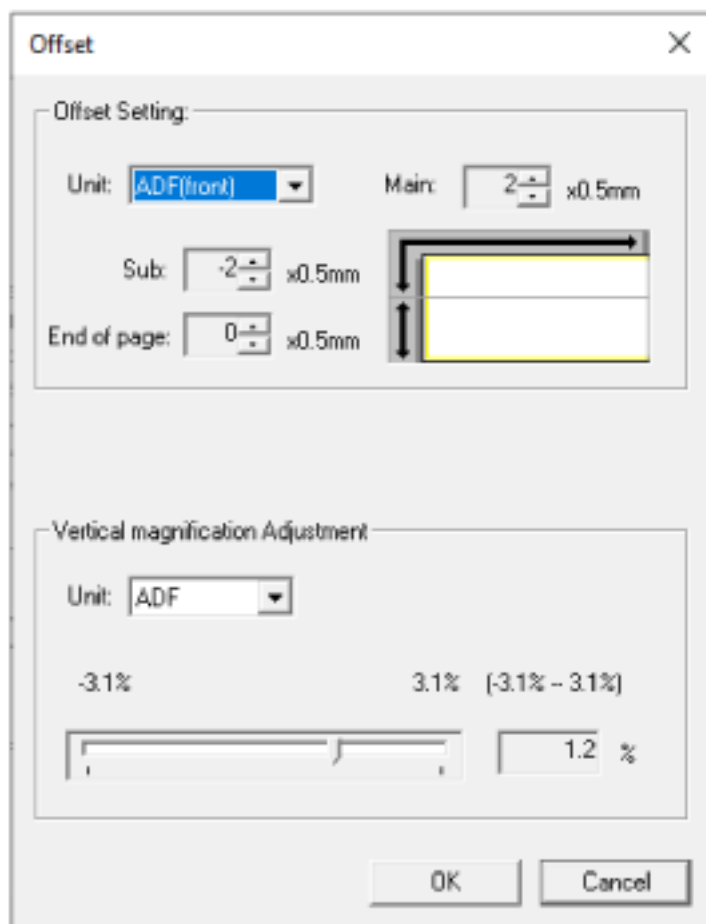 Offset
Offset Setting:
Unit: ADF(front) Main: 2 x0.5mm
Sub: -2 x0.5mm
End of page: 0 x0.5mm
Vertical magnification Adjustment
Unit: ADF
-3.1% 3.1% (-3.1% -- 3.1%)
1.2 %
OK Cancel